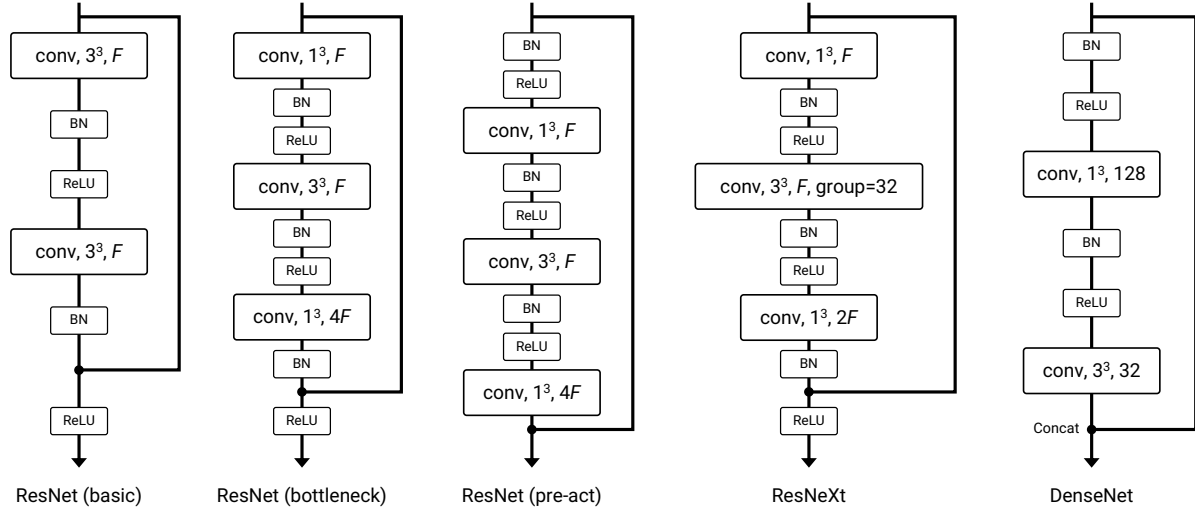 conv, 3³, F
BN
ReLU
conv, 3³, F
BN
ReLU
ResNet (basic)
conv, 1³, F
BN
ReLU
conv, 3³, F
BN
ReLU
conv, 1³, 4F
BN
ReLU
ResNet (bottleneck)
BN
ReLU
conv, 1³, F
BN
ReLU
conv, 3³, F
BN
ReLU
conv, 1³, 4F
ResNet (pre-act)
conv, 1³, F
BN
ReLU
conv, 3³, F, group=32
BN
ReLU
conv, 1³, 2F
BN
ReLU
ResNeXt
BN
ReLU
conv, 1³, 128
BN
ReLU
conv, 3³, 32
Concat
DenseNet